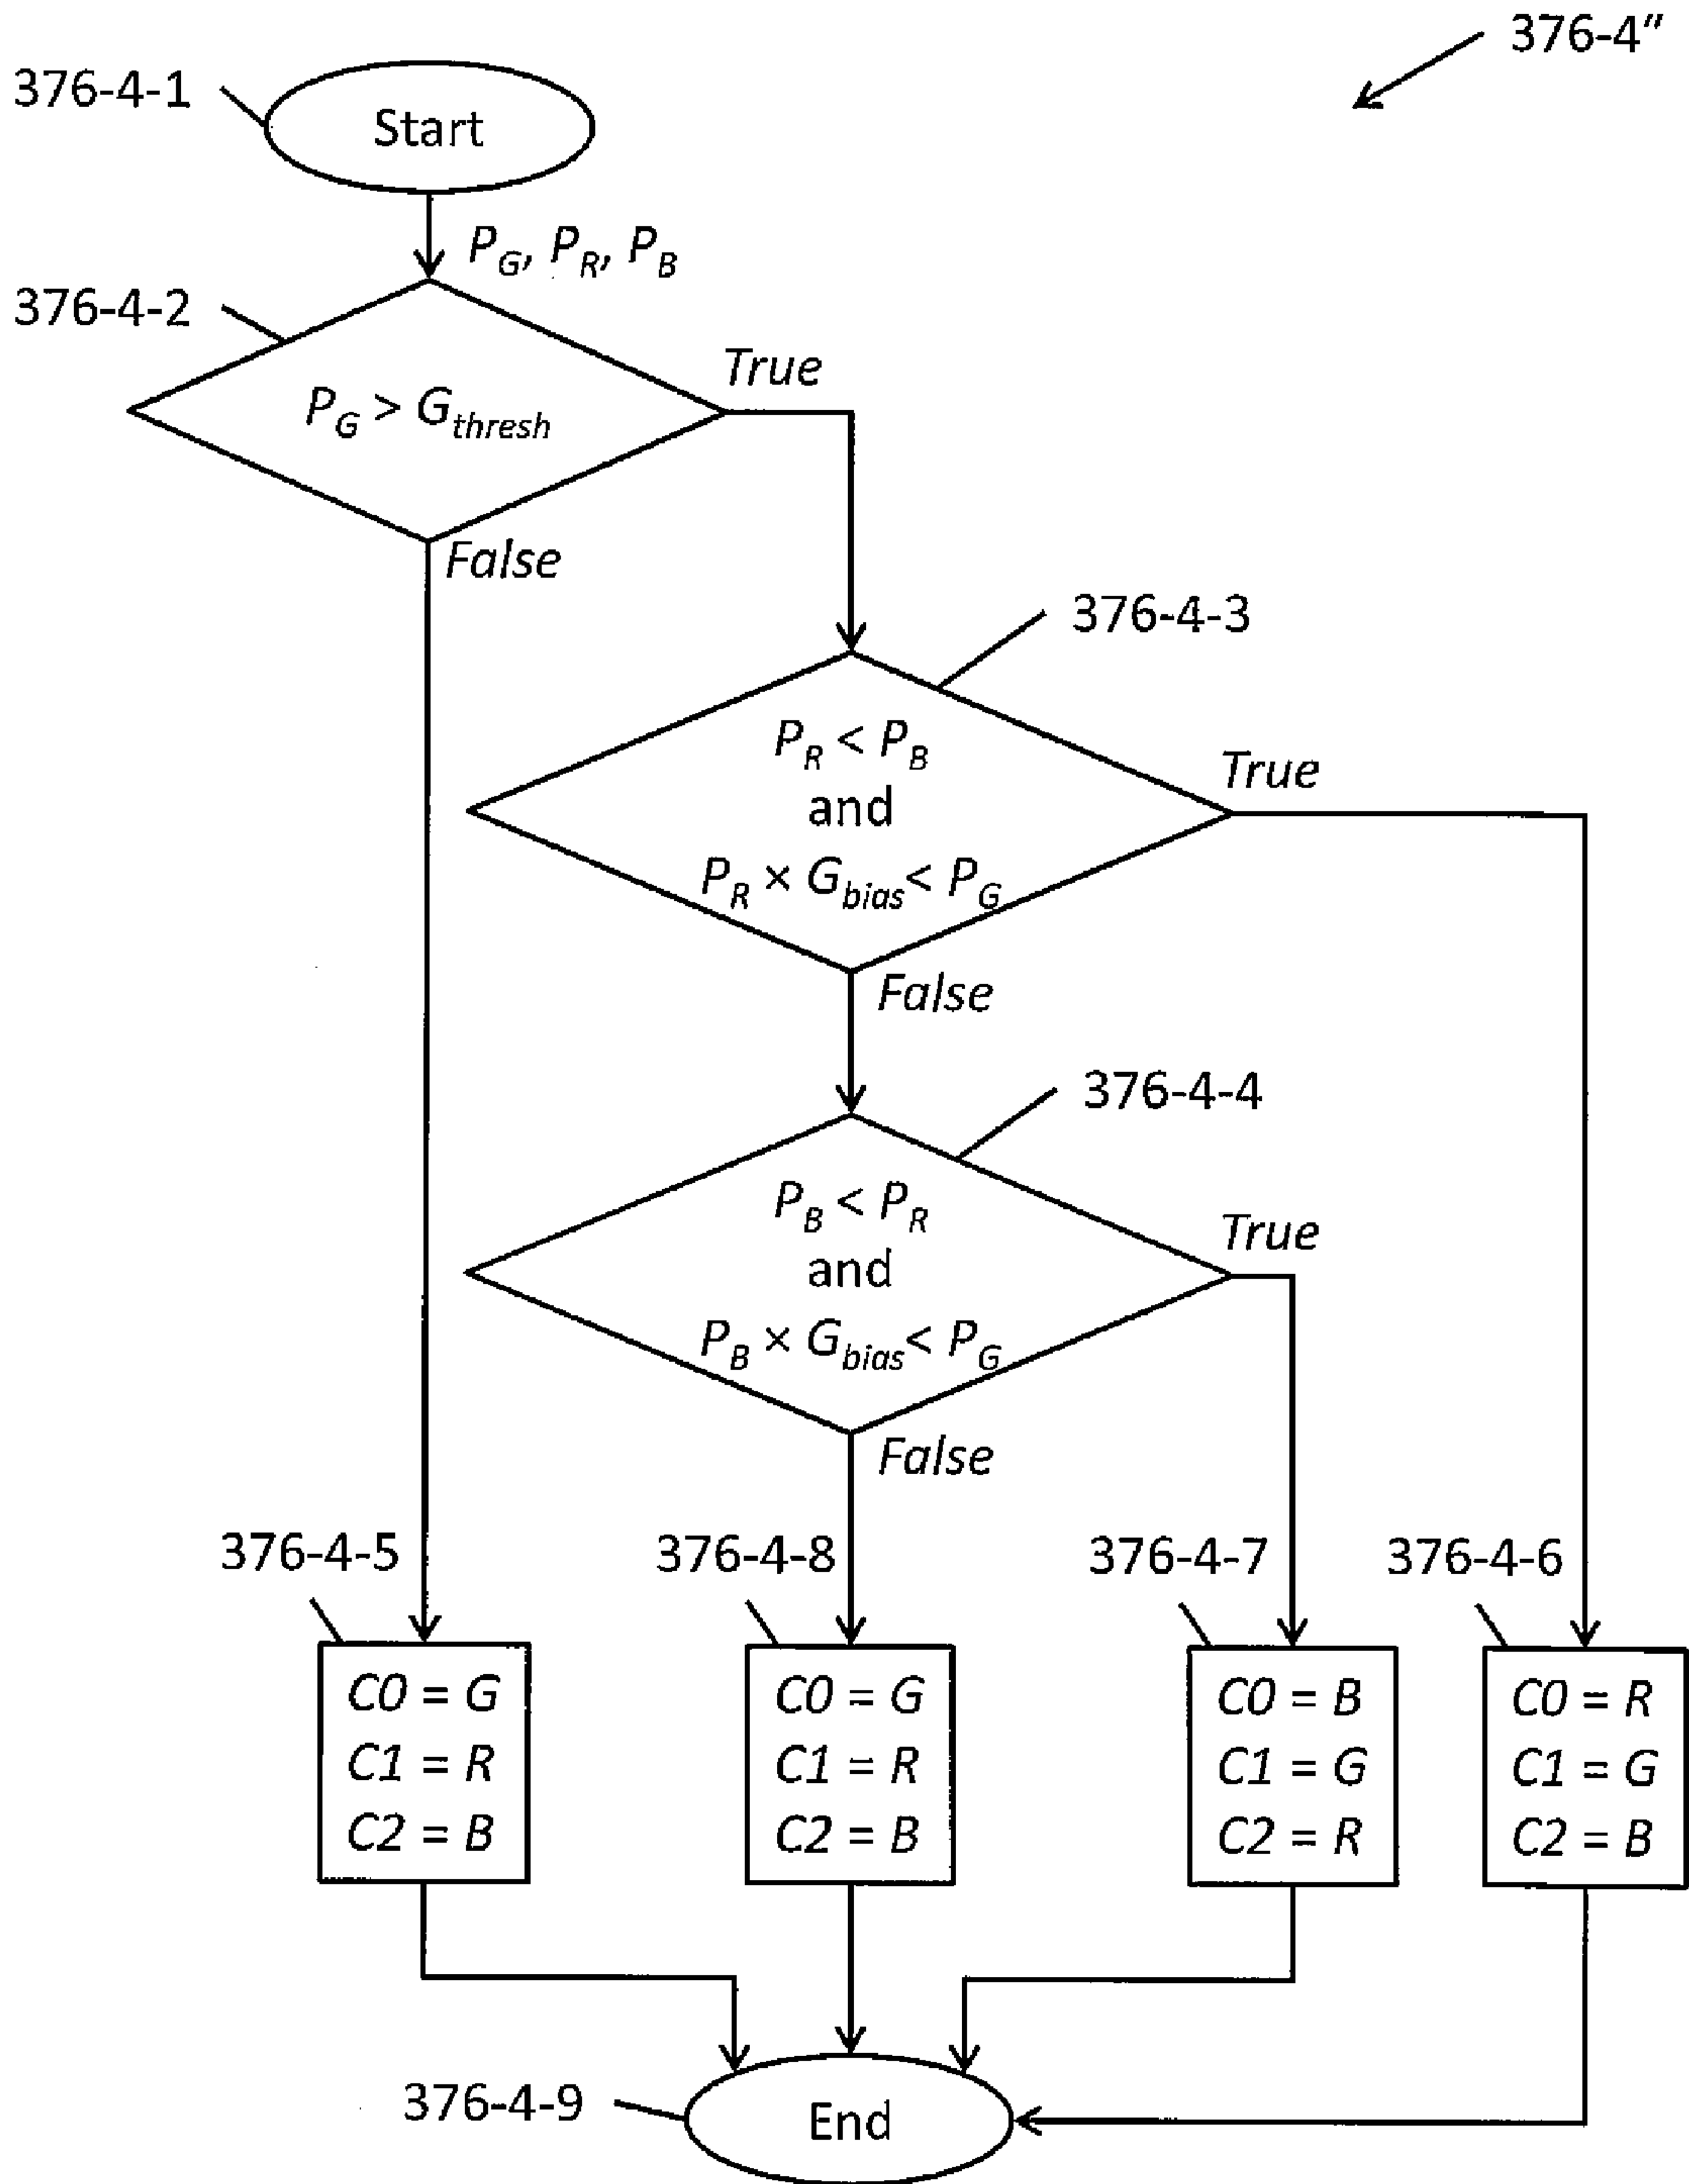 376-4″
376-4-1
Start
P_G, P_R, P_B
376-4-2
True
P_G > G_thresh
False
376-4-3
P_R < P_B
and
P_R × G_bias < P_G
True
False
376-4-4
P_B < P_R
and
P_B × G_bias < P_G
True
False
376-4-5
C0 = G
C1 = R
C2 = B
376-4-8
C0 = G
C1 = R
C2 = B
376-4-7
C0 = B
C1 = G
C2 = R
376-4-6
C0 = R
C1 = G
C2 = B
376-4-9
End